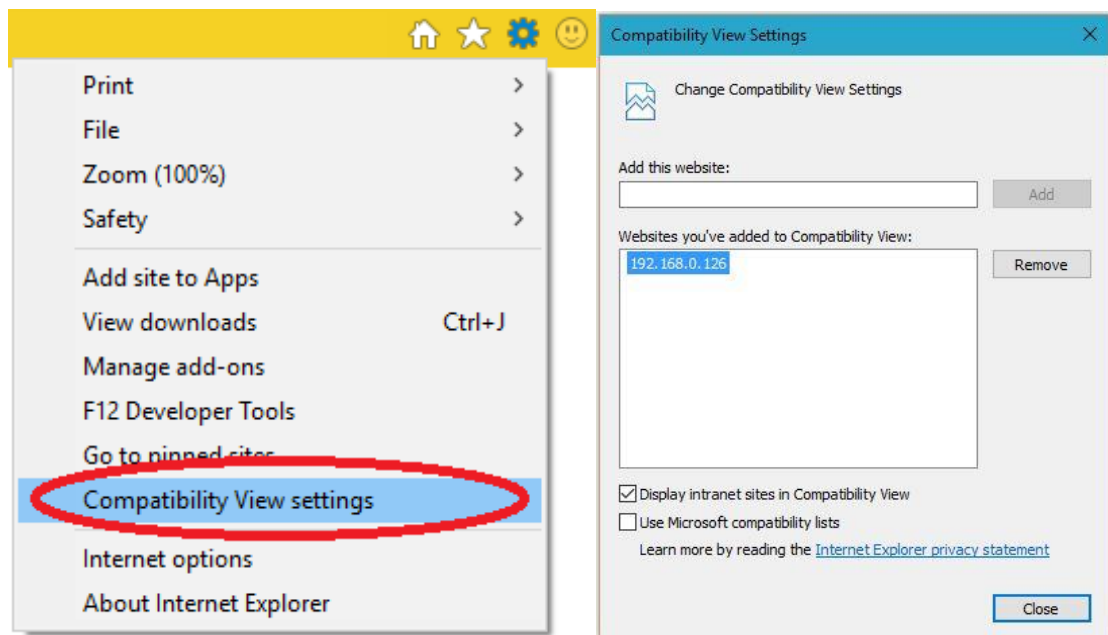 Print
File
Zoom (100%)
Safety
Add site to Apps
View downloads Ctrl+J
Manage add-ons
F12 Developer Tools
Go to pinned sites
Compatibility View settings
Internet options
About Internet Explorer
Compatibility View Settings
Change Compatibility View Settings
Add this website:
Add
Websites you've added to Compatibility View:
192.168.0.126
Remove
Display intranet sites in Compatibility View
Use Microsoft compatibility lists
Learn more by reading the Internet Explorer privacy statement
Close